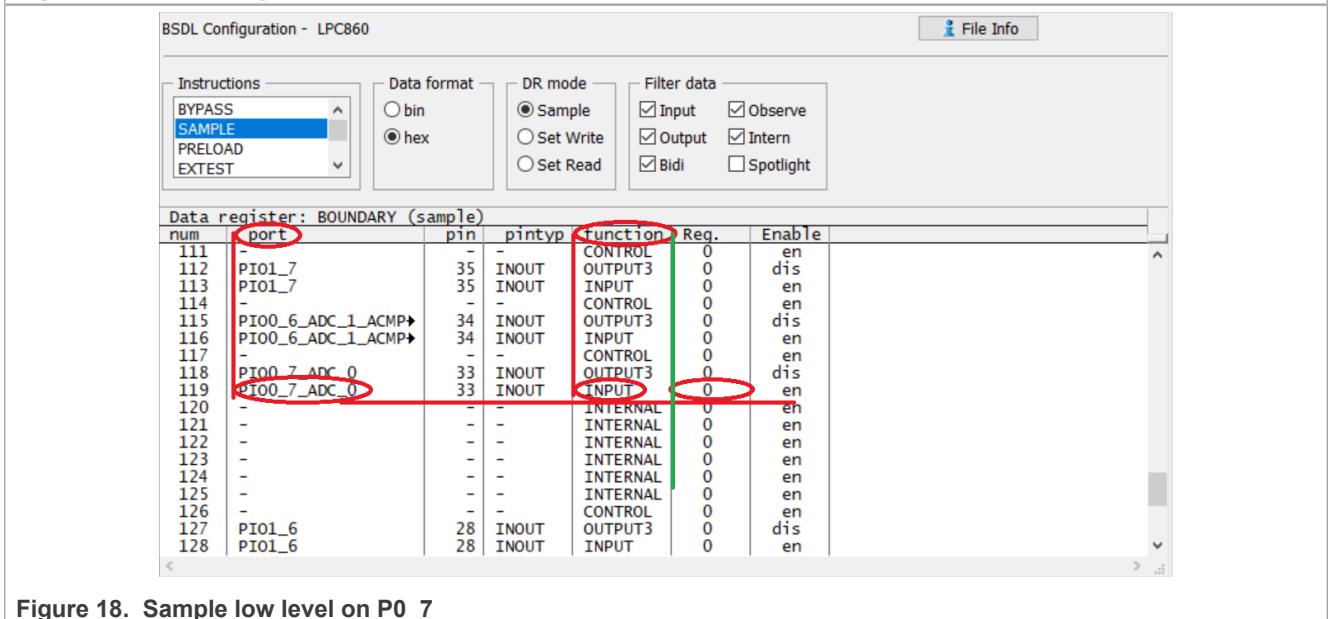 BSDL Configuration - LPC860 File Info
Instructions Data format DR mode Filter data
BYPASS bin Sample Input Observe
SAMPLE hex Set Write Output Intern
PRELOAD Set Read Bidi Spotlight
EXTEST
Data register: BOUNDARY (sample)
num port pin pintyp function Reg. Enable
111 - - - CONTROL 0 en
112 PIO1_7 35 INOUT OUTPUT3 0 dis
113 PIO1_7 35 INOUT INPUT 0 en
114 - - - CONTROL 0 en
115 PIO0_6_ADC_1_ACMP 34 INOUT OUTPUT3 0 dis
116 PIO0_6_ADC_1_ACMP 34 INOUT INPUT 0 en
117 - - - CONTROL 0 en
118 PIO0_7_ADC_0 33 INOUT OUTPUT3 0 dis
119 PIO0_7_ADC_0 33 INOUT INPUT 0 en
120 - - - INTERNAL 0 en
121 - - - INTERNAL 0 en
122 - - - INTERNAL 0 en
123 - - - INTERNAL 0 en
124 - - - INTERNAL 0 en
125 - - - INTERNAL 0 en
126 - - - CONTROL 0 en
127 PIO1_6 28 INOUT OUTPUT3 0 dis
128 PIO1_6 28 INOUT INPUT 0 en
Figure 18. Sample low level on P0_7